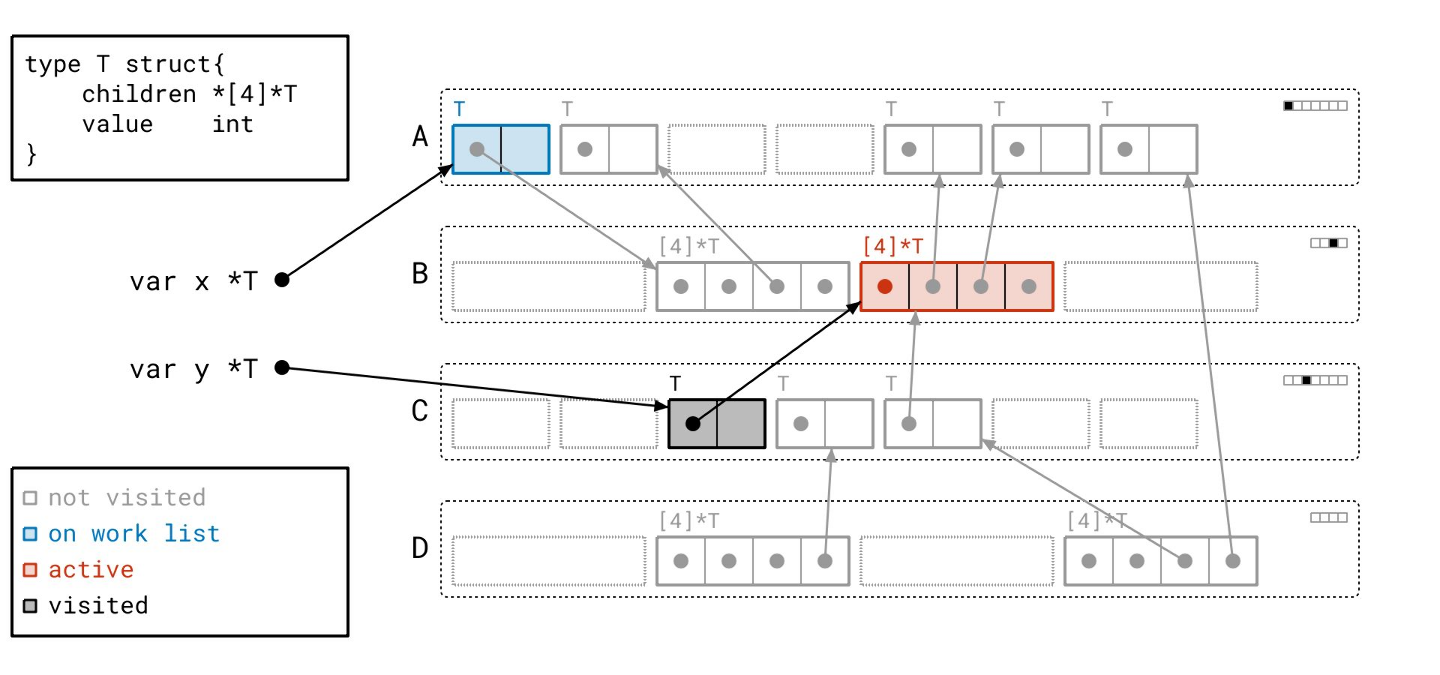 type T struct{
    children *[4]*T
    value    int
}
T T T T T
A
var x *T
[4]*T [4]*T
B
var y *T
T T T
C
not visited
on work list
active
visited
[4]*T [4]*T
D